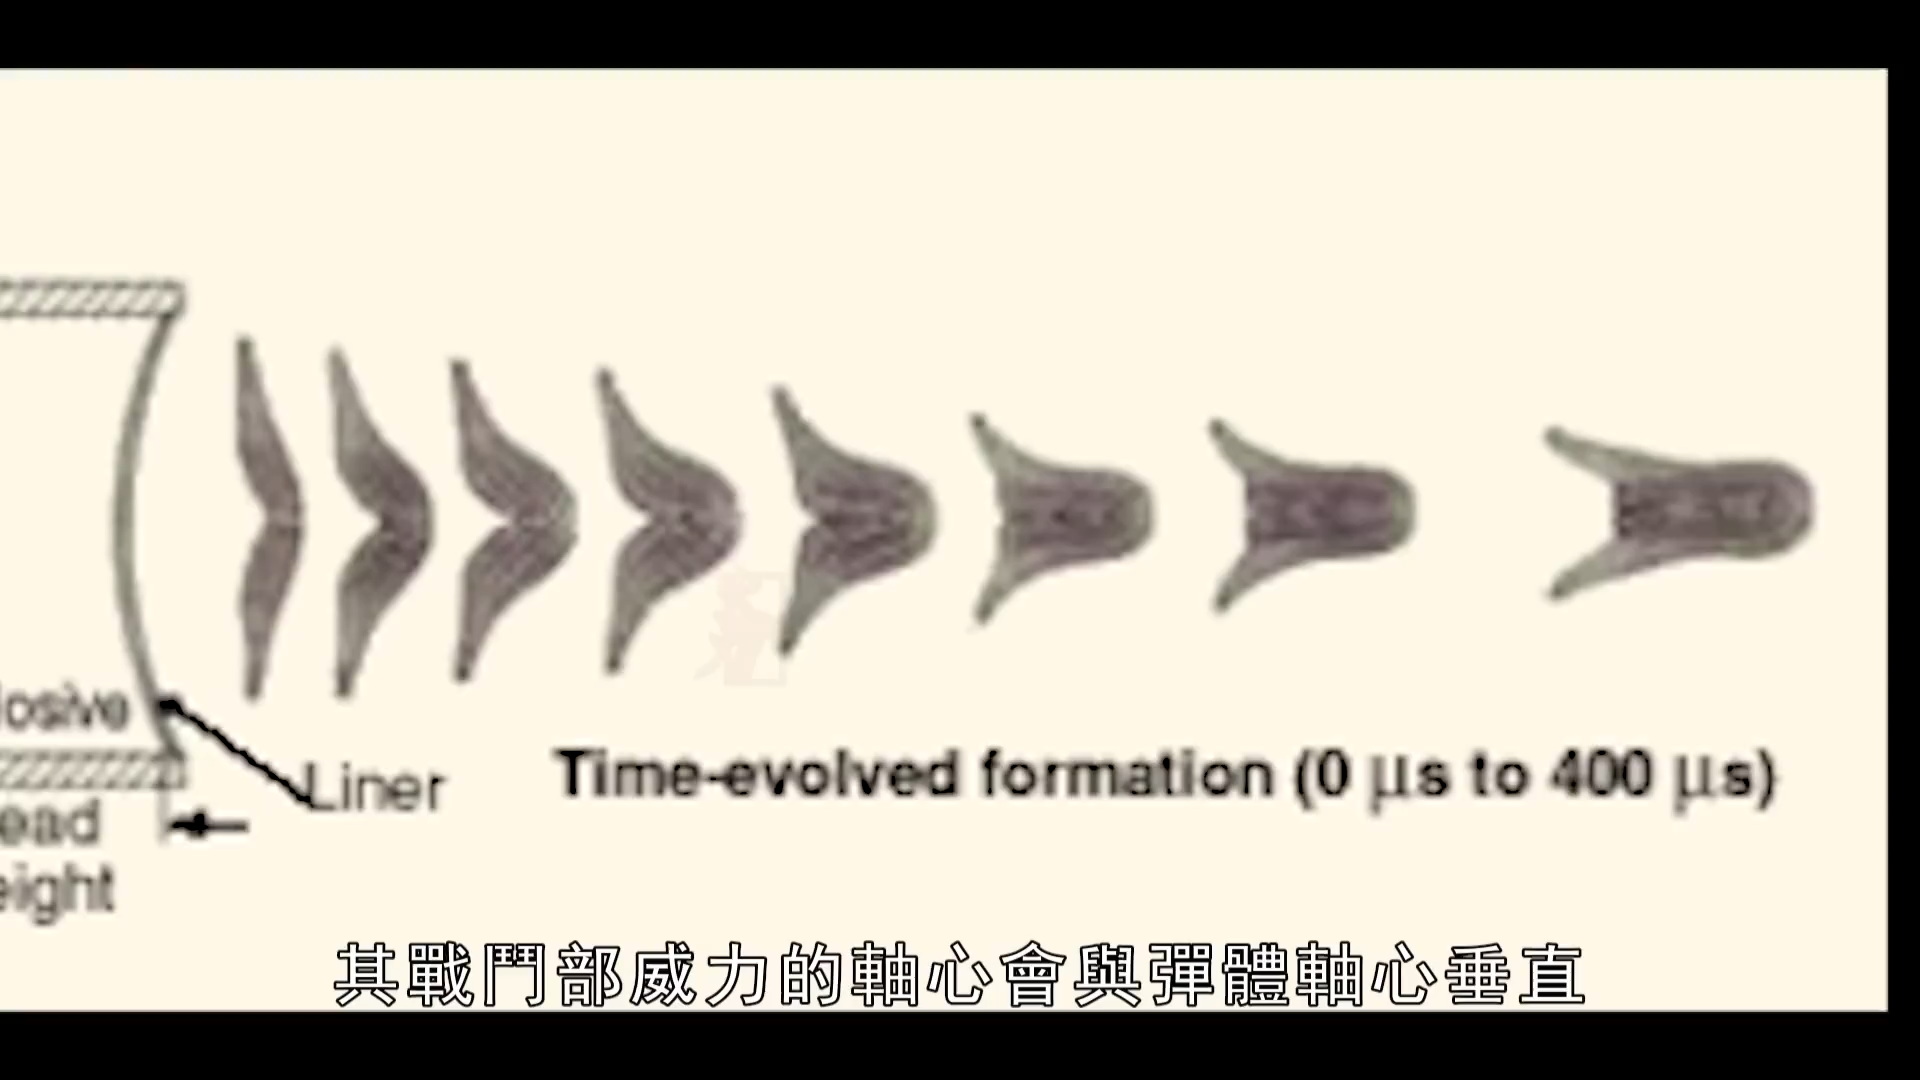 losive
Liner
Time-evolved formation (0 μs to 400 μs)
ead
eight
其戰鬥部威力的軸心會與彈體軸心垂直